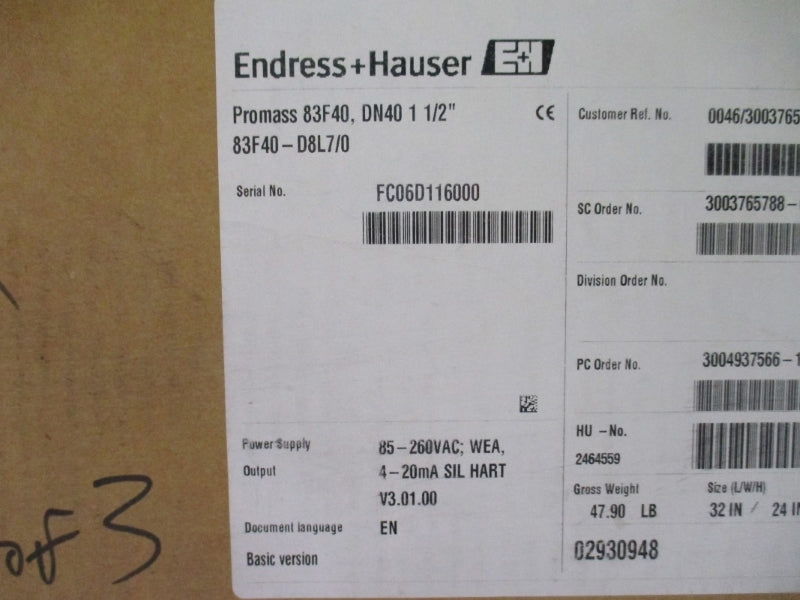 Endress+Hauser E+H
Promass 83F40, DN40 1 1/2" CE
83F40-D8L7/0
Serial No. FC06D116000
Power Supply 85-260VAC; WEA,
Output 4-20mA SIL HART
V3.01.00
Document language EN
Basic version
Customer Ref. No. 0046/3003765
SC Order No. 3003765788-
Division Order No.
PC Order No. 3004937566-1
HU -No.
2464559
Gross Weight Size (L/W/H)
47.90 LB 32 IN / 24 IN
02930948
of 3